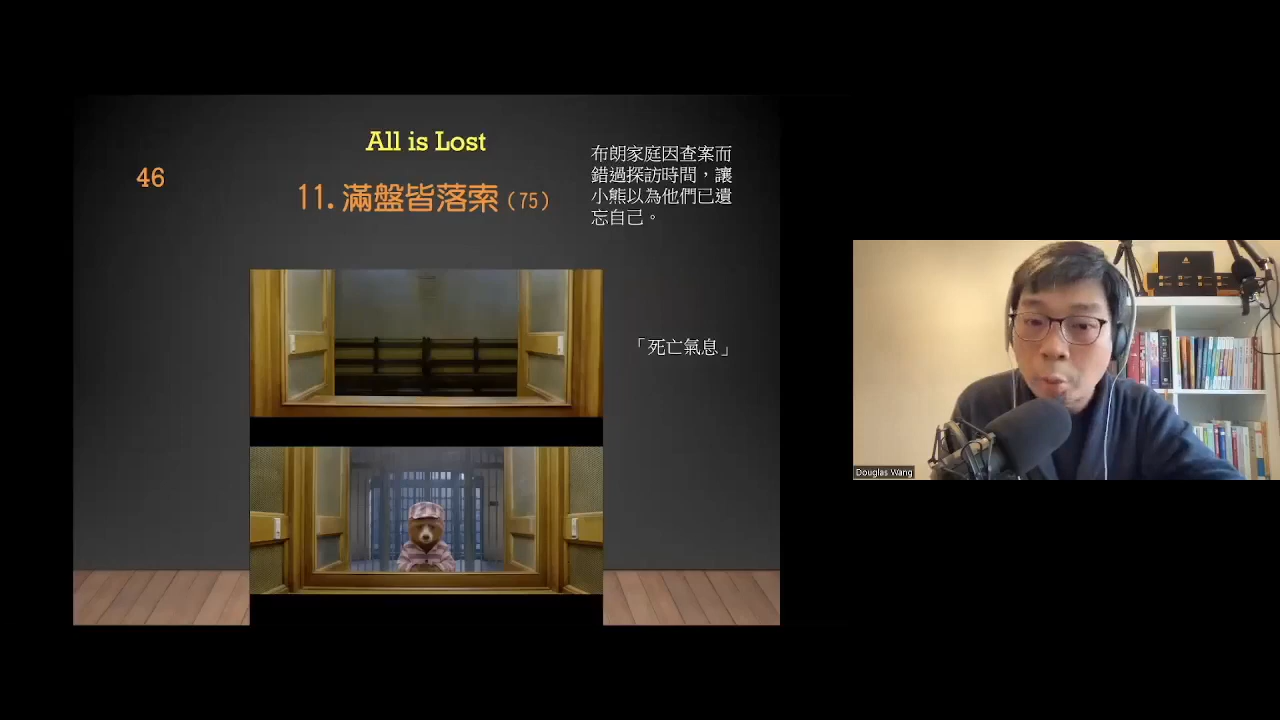 All is Lost
46
11.滿盤皆落索(75)
布朗家庭因查案而
錯過探訪時間，讓
小熊以為他們已遺
忘自己。
「死亡氣息」
Douglas Wang